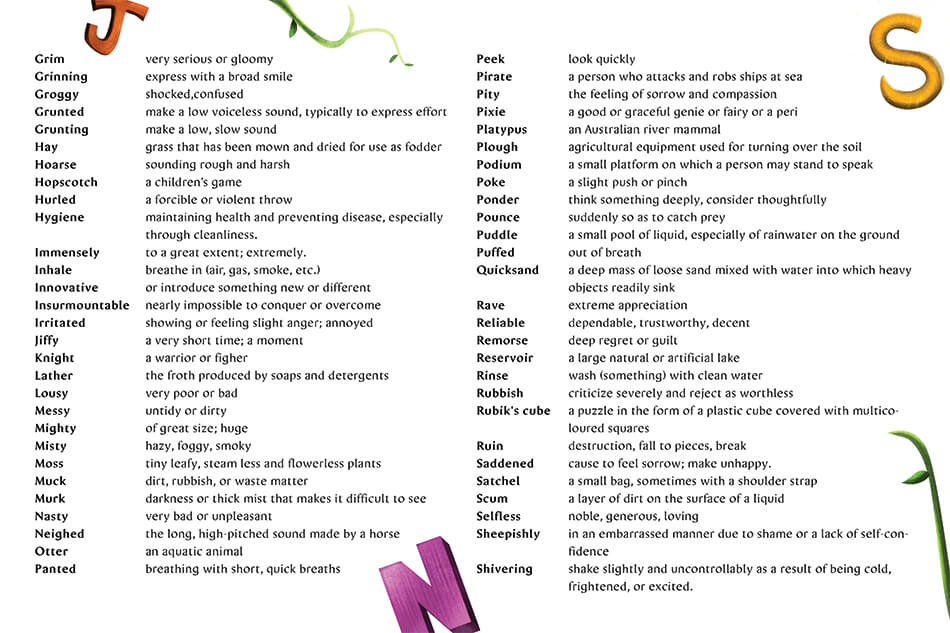 J
S
Grim very serious or gloomy
Grinning express with a broad smile
Groggy shocked,confused
Grunted make a low voiceless sound, typically to express effort
Grunting make a low, slow sound
Hay grass that has been mown and dried for use as fodder
Hoarse sounding rough and harsh
Hopscotch a children's game
Hurled a forcible or violent throw
Hygiene maintaining health and preventing disease, especially
through cleanliness.
Immensely to a great extent; extremely.
Inhale breathe in (air, gas, smoke, etc.)
Innovative or introduce something new or different
Insurmountable nearly impossible to conquer or overcome
Irritated showing or feeling slight anger; annoyed
Jiffy a very short time; a moment
Knight a warrior or figher
Lather the froth produced by soaps and detergents
Lousy very poor or bad
Messy untidy or dirty
Mighty of great size; huge
Misty hazy, foggy, smoky
Moss tiny leafy, steam less and flowerless plants
Muck dirt, rubbish, or waste matter
Murk darkness or thick mist that makes it difficult to see
Nasty very bad or unpleasant
Neighed the long, high-pitched sound made by a horse
Otter an aquatic animal
Panted breathing with short, quick breaths
N
Peek look quickly
Pirate a person who attacks and robs ships at sea
Pity the feeling of sorrow and compassion
Pixie a good or graceful genie or fairy or a peri
Platypus an Australian river mammal
Plough agricultural equipment used for turning over the soil
Podium a small platform on which a person may stand to speak
Poke a slight push or pinch
Ponder think something deeply, consider thoughtfully
Pounce suddenly so as to catch prey
Puddle a small pool of liquid, especially of rainwater on the ground
Puffed out of breath
Quicksand a deep mass of loose sand mixed with water into which heavy
objects readily sink
Rave extreme appreciation
Reliable dependable, trustworthy, decent
Remorse deep regret or guilt
Reservoir a large natural or artificial lake
Rinse wash (something) with clean water
Rubbish criticize severely and reject as worthless
Rubik's cube a puzzle in the form of a plastic cube covered with multico-
loured squares
Ruin destruction, fall to pieces, break
Saddened cause to feel sorrow; make unhappy.
Satchel a small bag, sometimes with a shoulder strap
Scum a layer of dirt on the surface of a liquid
Selfless noble, generous, loving
Sheepishly in an embarrassed manner due to shame or a lack of self-con-
fidence
Shivering shake slightly and uncontrollably as a result of being cold,
frightened, or excited.